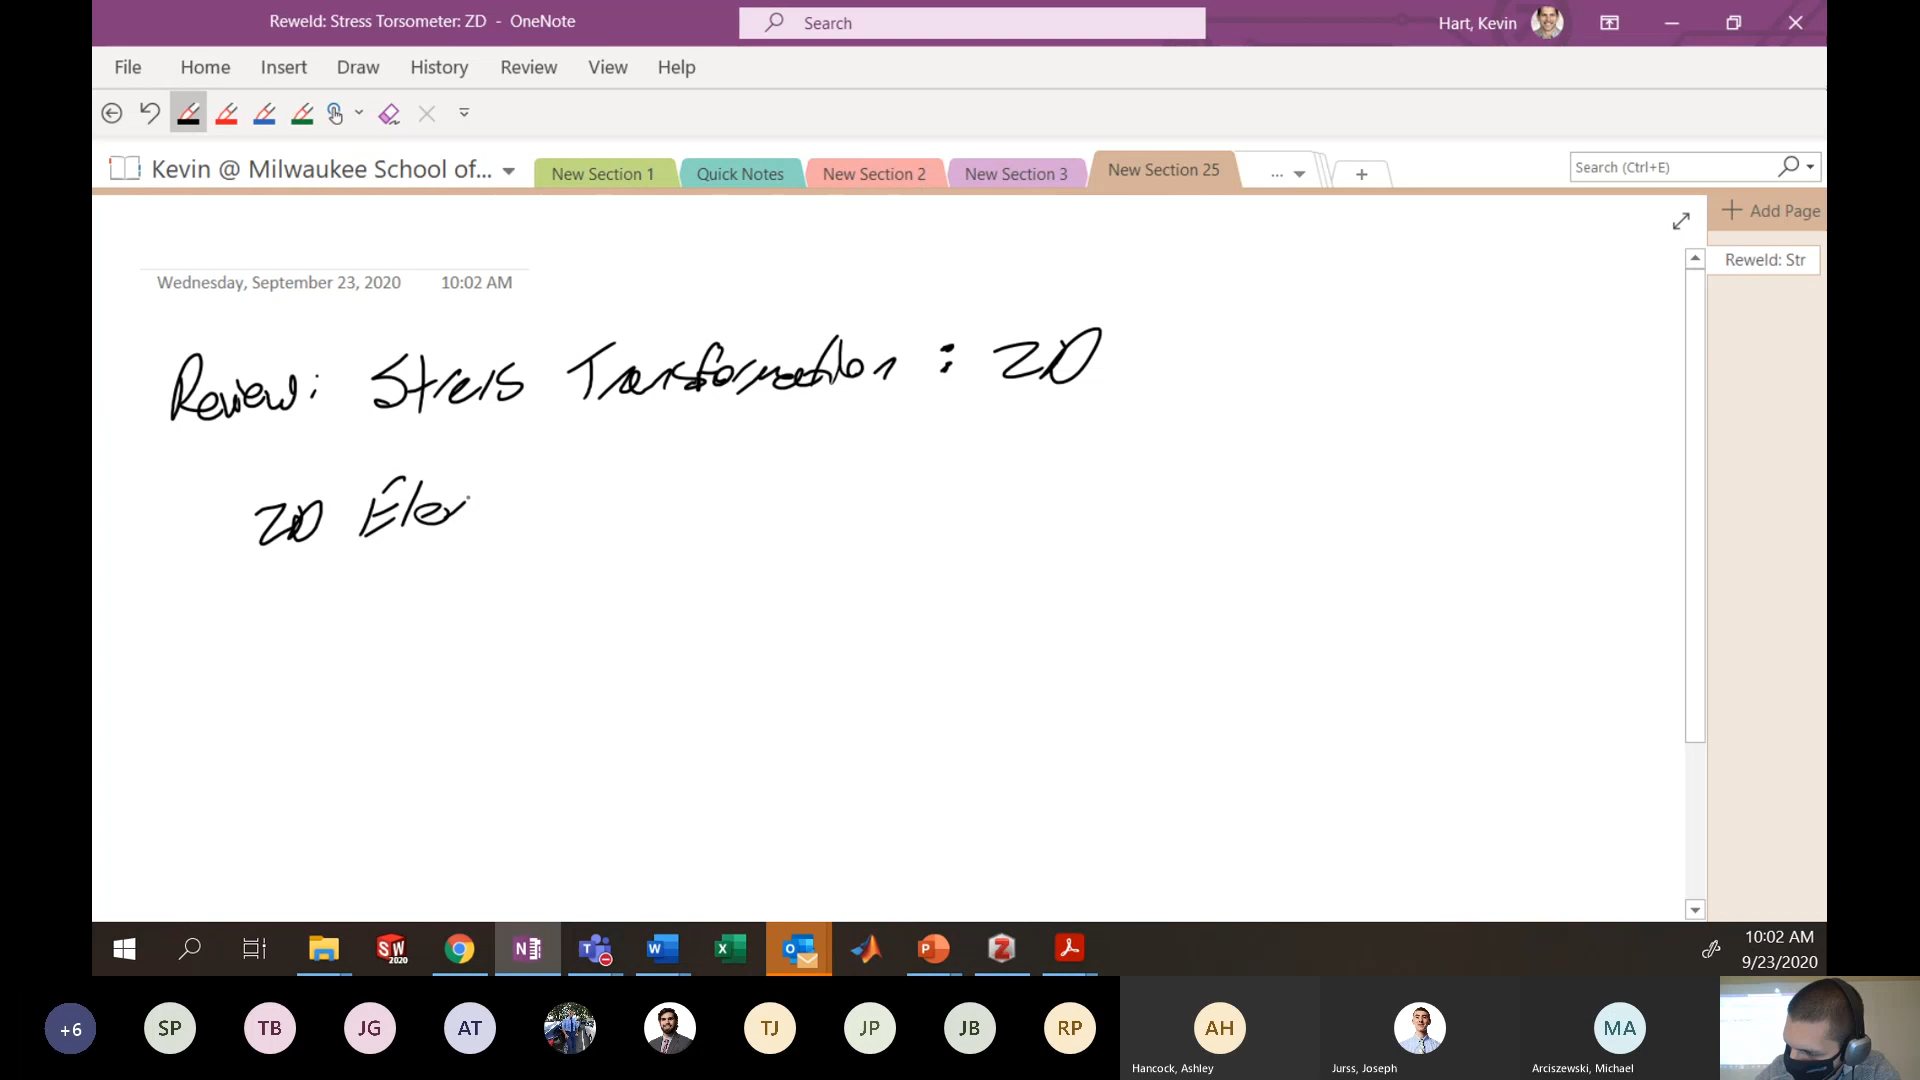 Reweld: Stress Torsometer: ZD - OneNote
Search
Hart, Kevin
File Home Insert Draw History Review View Help
Kevin @ Milwaukee School of...
New Section 1
Quick Notes
New Section 2
New Section 3
New Section 25
...
+
Search (Ctrl+E)
Add Page
Reweld: Str
Wednesday, September 23, 2020 10:02 AM
Review: Stress Transformation : 2D
2D Elem
SW 2020
N
T
W
X
O
P
Z
10:02 AM
9/23/2020
+6
SP
TB
JG
AT
TJ
JP
JB
RP
AH
MA
Hancock, Ashley
Jurss, Joseph
Arciszewski, Michael